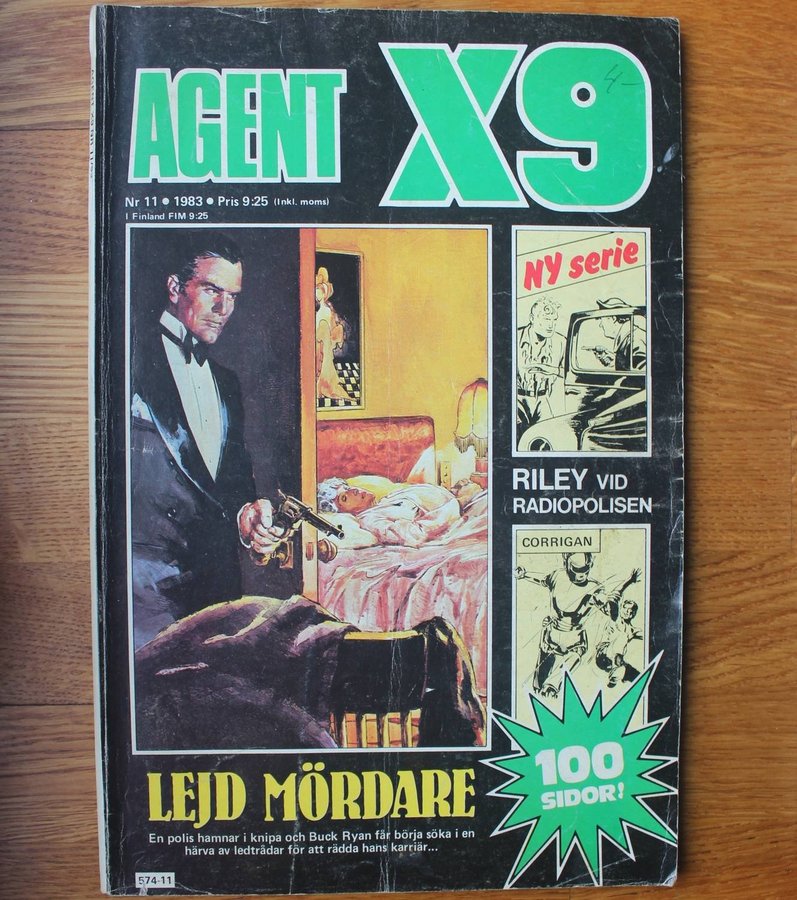 AGENT X9
4-
Nr 11 • 1983 • Pris 9:25 (Inkl. moms)
I Finland FIM 9:25
NY serie
RILEY VID
RADIOPOLISEN
CORRIGAN
100
SIDOR!
LEJD MÖRDARE
En polis hamnar i knipa och Buck Ryan får börja söka i en
härva av ledtrådar för att rädda hans karriär...
574-11